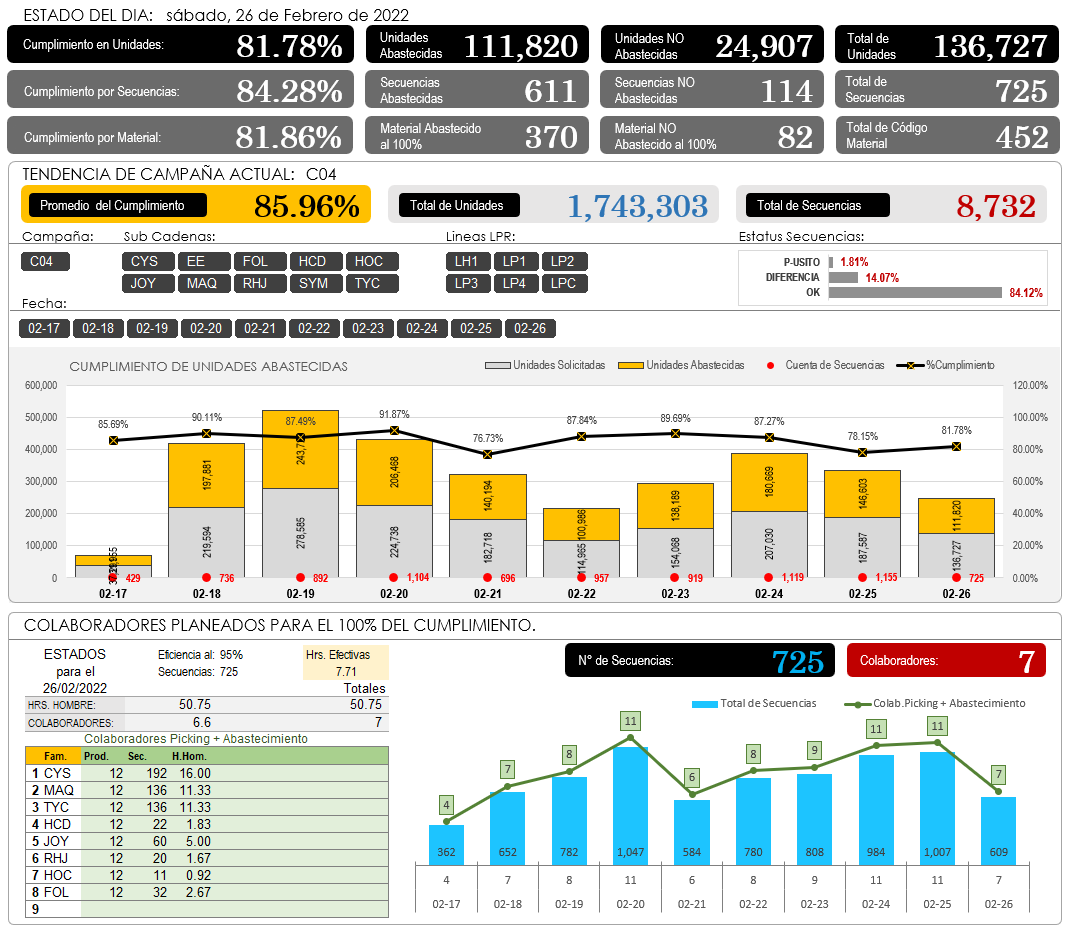 ESTADO DEL DIA: sábado, 26 de Febrero de 2022
Cumplimiento en Unidades: 81.78%
Unidades Abastecidas 111,820
Unidades NO Abastecidas 24,907
Total de Unidades 136,727
Cumplimiento por Secuencias: 84.28%
Secuencias Abastecidas 611
Secuencias NO Abastecidas 114
Total de Secuencias 725
Cumplimiento por Material: 81.86%
Material Abastecido al 100% 370
Material NO Abastecido al 100% 82
Total de Código Material 452
TENDENCIA DE CAMPAÑA ACTUAL: C04
Promedio del Cumplimiento 85.96%
Total de Unidades 1,743,303
Total de Secuencias 8,732
Campaña: Sub Cadenas: Lineas LPR: Estatus Secuencias:
C04 CYS EE FOL HCD HOC LH1 LP1 LP2
JOY MAQ RHJ SYM TYC LP3 LP4 LPC
P-USITO 1.81%
DIFERENCIA 14.07%
OK 84.12%
Fecha:
02-17 02-18 02-19 02-20 02-21 02-22 02-23 02-24 02-25 02-26
CUMPLIMIENTO DE UNIDADES ABASTECIDAS
Unidades Solicitadas Unidades Abastecidas Cuenta de Secuencias %Cumplimiento
600,000 120.00%
500,000 100.00%
400,000 80.00%
300,000 60.00%
200,000 40.00%
100,000 20.00%
0 0.00%
85.69% 90.11% 87.49% 91.87% 76.73% 87.84% 89.69% 87.27% 78.15% 81.78%
197,881 206,468 140,194 100,986 138,189 180,669 146,603 111,820
219,594 278,585 224,738 182,718 114,965 154,068 207,030 187,587 136,727
429 736 892 1,104 696 957 919 1,119 1,155 725
02-17 02-18 02-19 02-20 02-21 02-22 02-23 02-24 02-25 02-26
COLABORADORES PLANEADOS PARA EL 100% DEL CUMPLIMIENTO.
ESTADOS Eficiencia al: 95% Hrs. Efectivas
para el Secuencias: 725 7.71
26/02/2022 Totales
HRS. HOMBRE: 50.75 50.75
COLABORADORES: 6.6 7
Colaboradores Picking + Abastecimiento
Fam. Prod. Sec. H.Hom.
1 CYS 12 192 16.00
2 MAQ 12 136 11.33
3 TYC 12 136 11.33
4 HCD 12 22 1.83
5 JOY 12 60 5.00
6 RHJ 12 20 1.67
7 HOC 12 11 0.92
8 FOL 12 32 2.67
9
N° de Secuencias: 725
Colaboradores: 7
Total de Secuencias Colab.Picking + Abastecimiento
4 7 8 11 6 8 9 11 11 7
362 652 782 1,047 584 780 808 984 1,007 609
4 7 8 11 6 8 9 11 11 7
02-17 02-18 02-19 02-20 02-21 02-22 02-23 02-24 02-25 02-26